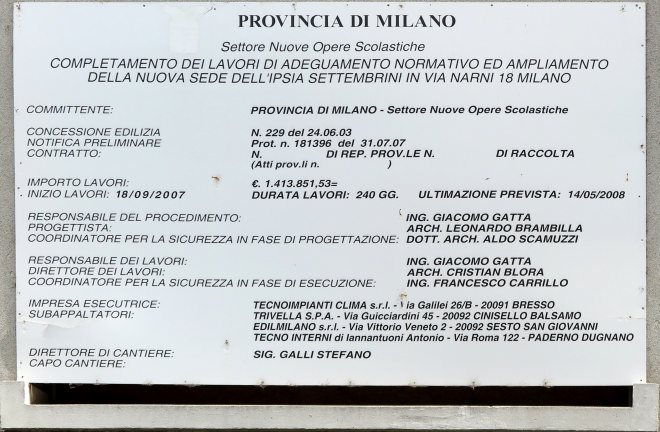 PROVINCIA DI MILANO
Settore Nuove Opere Scolastiche
COMPLETAMENTO DEI LAVORI DI ADEGUAMENTO NORMATIVO ED AMPLIAMENTO
DELLA NUOVA SEDE DELL'IPSIA SETTEMBRINI IN VIA NARNI 18 MILANO
COMMITTENTE: PROVINCIA DI MILANO - Settore Nuove Opere Scolastiche
CONCESSIONE EDILIZIA N. 229 del 24.06.03
NOTIFICA PRELIMINARE Prot. n. 181396 del 31.07.07
CONTRATTO: N. DI REP. PROV.LE N. DI RACCOLTA
(Atti prov.li n. )
IMPORTO LAVORI: €. 1.413.851,53=
INIZIO LAVORI: 18/09/2007 DURATA LAVORI: 240 GG. ULTIMAZIONE PREVISTA: 14/05/2008
RESPONSABILE DEL PROCEDIMENTO: ING. GIACOMO GATTA
PROGETTISTA: ARCH. LEONARDO BRAMBILLA
COORDINATORE PER LA SICUREZZA IN FASE DI PROGETTAZIONE: DOTT. ARCH. ALDO SCAMUZZI
RESPONSABILE DEI LAVORI: ING. GIACOMO GATTA
DIRETTORE DEI LAVORI: ARCH. CRISTIAN BLORA
COORDINATORE PER LA SICUREZZA IN FASE DI ESECUZIONE: ING. FRANCESCO CARRILLO
IMPRESA ESECUTRICE: TECNOIMPIANTI CLIMA s.r.l. - Via Galilei 26/B - 20091 BRESSO
SUBAPPALTATORI: TRIVELLA S.P.A. - Via Guicciardini 45 - 20092 CINISELLO BALSAMO
EDILMILANO s.r.l. - Via Vittorio Veneto 2 - 20092 SESTO SAN GIOVANNI
TECNO INTERNI di Iannantuoni Antonio - Via Roma 122 - PADERNO DUGNANO
DIRETTORE DI CANTIERE: SIG. GALLI STEFANO
CAPO CANTIERE: